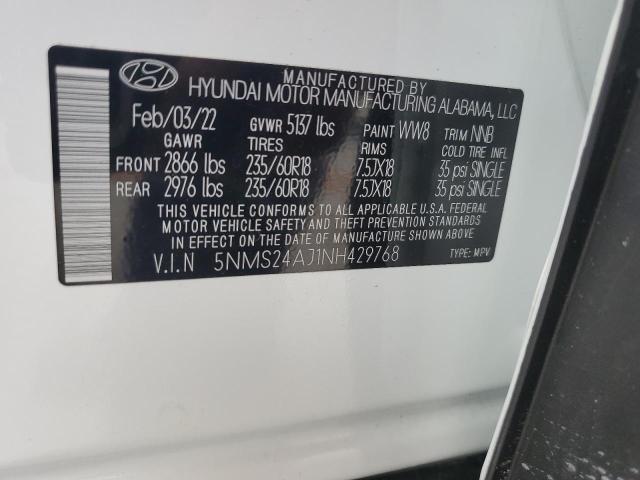 MANUFACTURED BY
HYUNDAI MOTOR MANUFACTURING ALABAMA, LLC
Feb/03/22 GVWR 5137 lbs PAINT WW8 TRIM NNB
GAWR TIRES RIMS COLD TIRE INFL
FRONT 2866 lbs 235/60R18 7.5JX18 35 psi SINGLE
REAR 2976 lbs 235/60R18 7.5JX18 35 psi SINGLE
THIS VEHICLE CONFORMS TO ALL APPLICABLE U.S.A. FEDERAL
MOTOR VEHICLE SAFETY AND THEFT PREVENTION STANDARDS
IN EFFECT ON THE DATE OF MANUFACTURE SHOWN ABOVE
V.I.N 5NMS24AJ1NH429768 TYPE: MPV